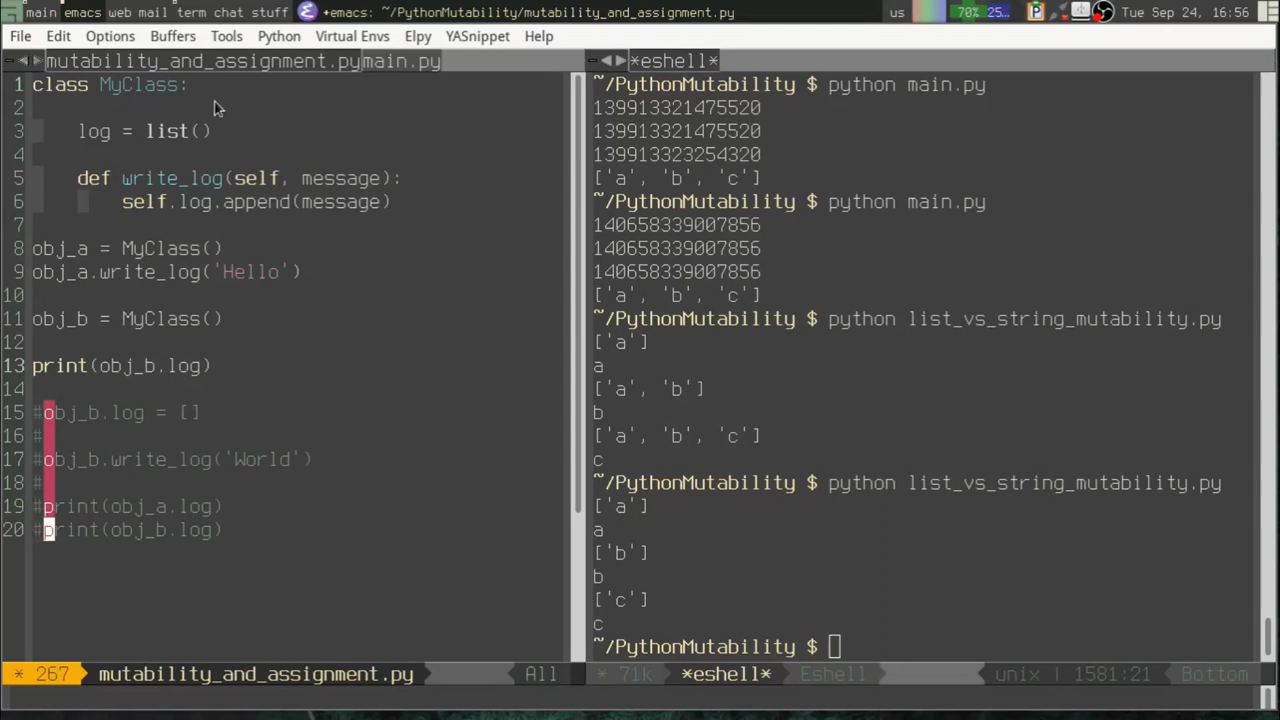 main emacs web mail term chat stuff +emacs: ~/PythonMutability/mutability_and_assignment.py us 70% 25... Tue Sep 24, 16:56
File Edit Options Buffers Tools Python Virtual Envs Elpy YASnippet Help
mutability_and_assignment.py main.py
1 class MyClass:
2
3 log = list()
4
5 def write_log(self, message):
6 self.log.append(message)
7
8 obj_a = MyClass()
9 obj_a.write_log('Hello')
10
11 obj_b = MyClass()
12
13 print(obj_b.log)
14
15 #obj_b.log = []
16 #
17 #obj_b.write_log('World')
18 #
19 #print(obj_a.log)
20 #print(obj_b.log)
* 267 mutability_and_assignment.py All
*eshell*
~/PythonMutability $ python main.py
139913321475520
139913321475520
139913323254320
['a', 'b', 'c']
~/PythonMutability $ python main.py
140658339007856
140658339007856
140658339007856
['a', 'b', 'c']
~/PythonMutability $ python list_vs_string_mutability.py
['a']
a
['a', 'b']
b
['a', 'b', 'c']
c
~/PythonMutability $ python list_vs_string_mutability.py
['a']
a
['b']
b
['c']
c
~/PythonMutability $
* 71k *eshell* Eshell unix | 1581:21 Bottom